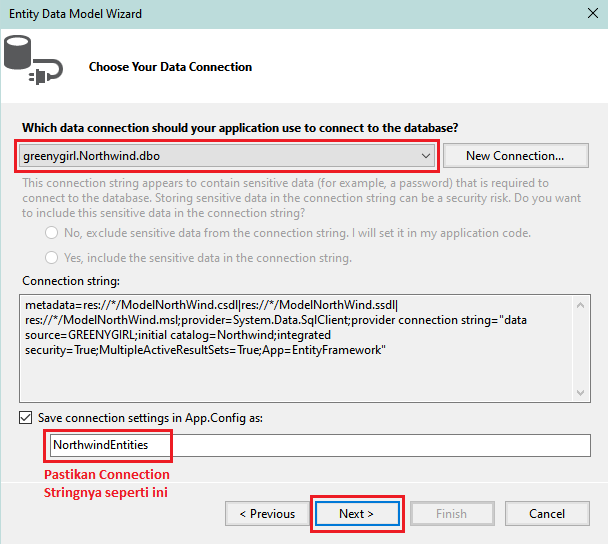 Entity Data Model Wizard
Choose Your Data Connection
Which data connection should your application use to connect to the database?
greenygirl.Northwind.dbo
New Connection...
This connection string appears to contain sensitive data (for example, a password) that is required to
connect to the database. Storing sensitive data in the connection string can be a security risk. Do you want
to include this sensitive data in the connection string?
No, exclude sensitive data from the connection string. I will set it in my application code.
Yes, include the sensitive data in the connection string.
Connection string:
metadata=res://*/ModelNorthWind.csdl|res://*/ModelNorthWind.ssdl|
res://*/ModelNorthWind.msl;provider=System.Data.SqlClient;provider connection string="data
source=GREENYGIRL;initial catalog=Northwind;integrated
security=True;MultipleActiveResultSets=True;App=EntityFramework"
Save connection settings in App.Config as:
NorthwindEntities
Pastikan Connection
Stringnya seperti ini
< Previous
Next >
Finish
Cancel